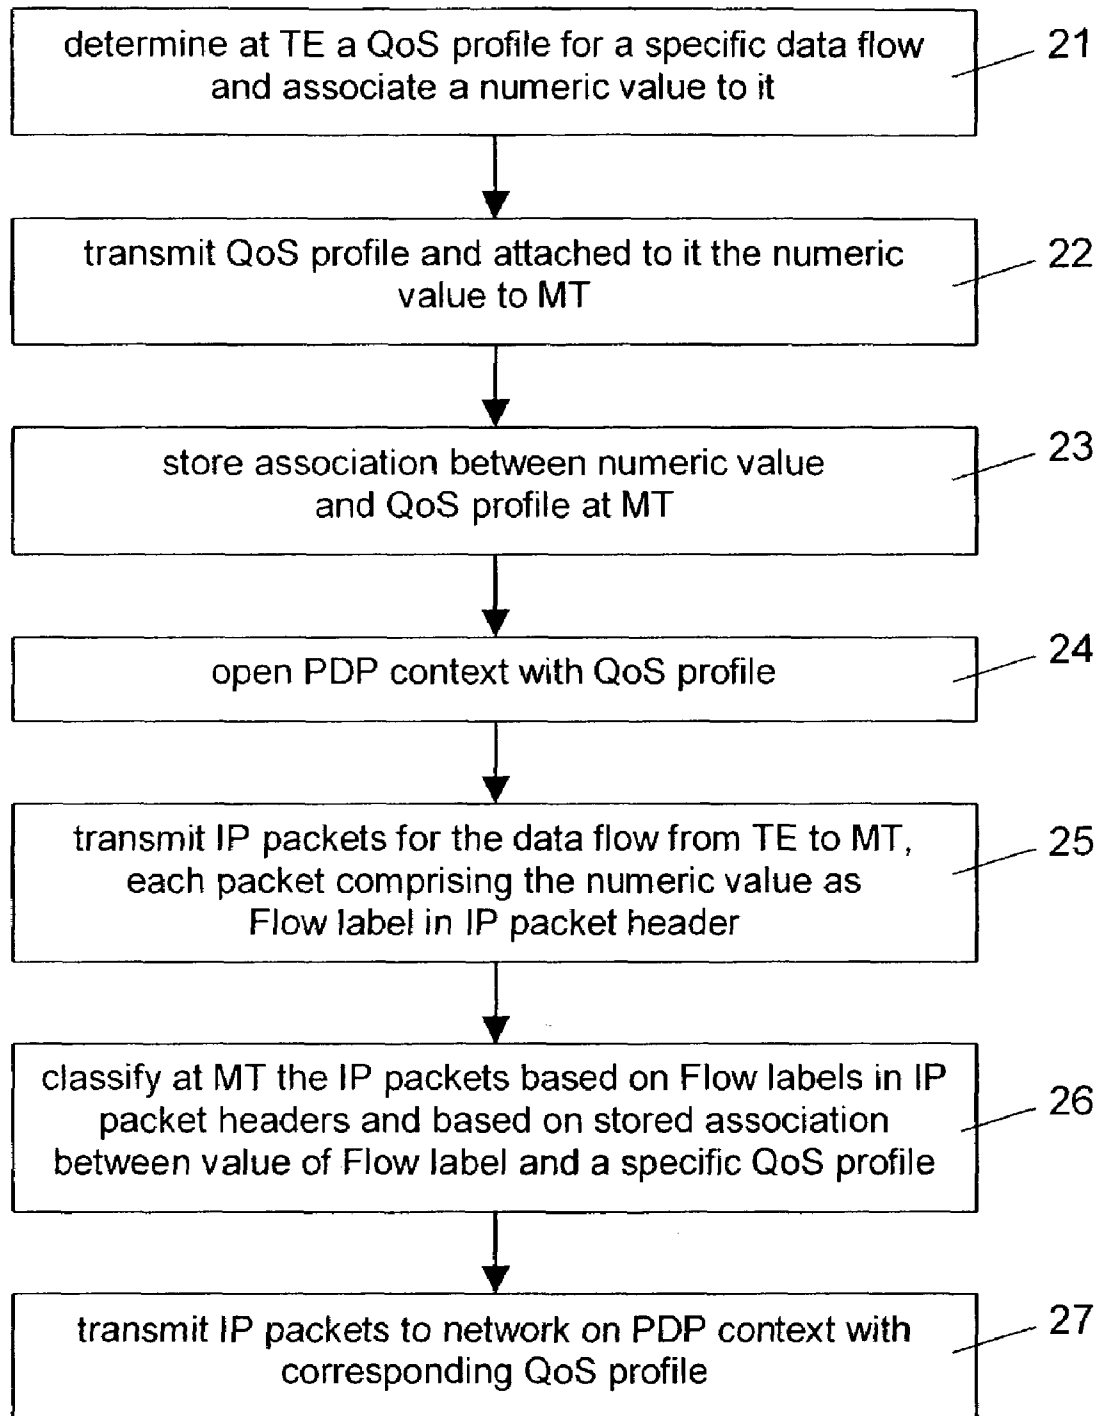 determine at TE a QoS profile for a specific data flow
and associate a numeric value to it
21
transmit QoS profile and attached to it the numeric
value to MT
22
store association between numeric value
and QoS profile at MT
23
open PDP context with QoS profile
24
transmit IP packets for the data flow from TE to MT,
each packet comprising the numeric value as
Flow label in IP packet header
25
classify at MT the IP packets based on Flow labels in IP
packet headers and based on stored association
between value of Flow label and a specific QoS profile
26
transmit IP packets to network on PDP context with
corresponding QoS profile
27